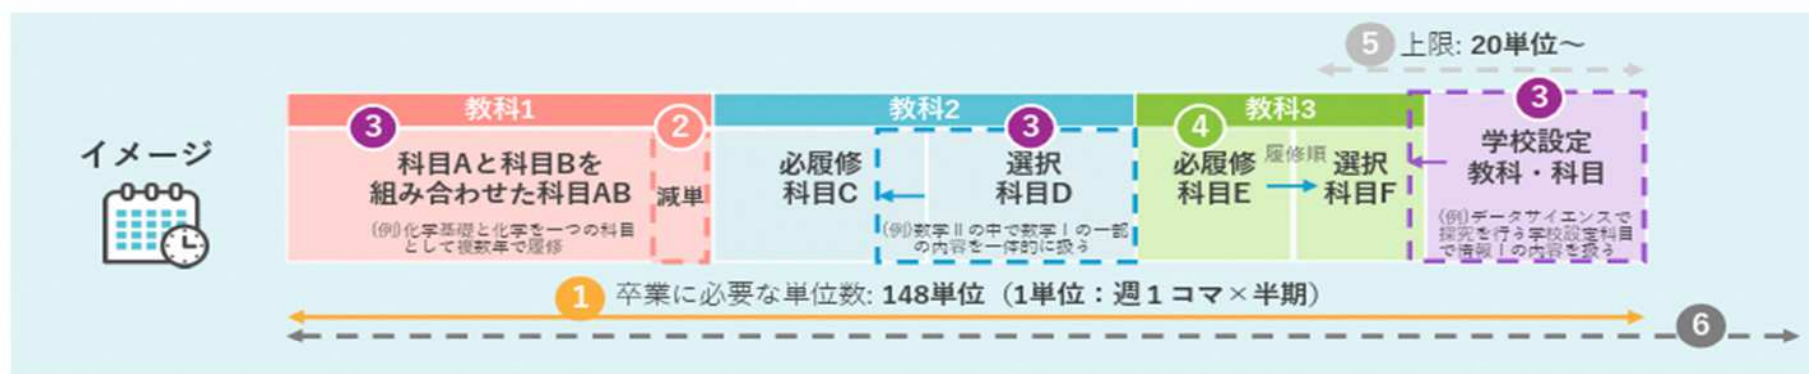 5 上限: 20単位～
イメージ
教科1
教科2
教科3
3
2
3
4
3
科目Aと科目Bを
組み合わせた科目AB
(例)化学基礎と化学を一つの科目
として複数年で履修
減単
必履修
科目C
選択
科目D
(例)数学Ⅱの中で数学Ⅰの一部
の内容を一体的に扱う
必履修
科目E
履修順
選択
科目F
学校設定
教科・科目
(例)データサイエンスで
探究を行う学校設定科目
で情報Ⅰの内容を扱う
1 卒業に必要な単位数: 148単位（1単位：週１コマ×半期）
6